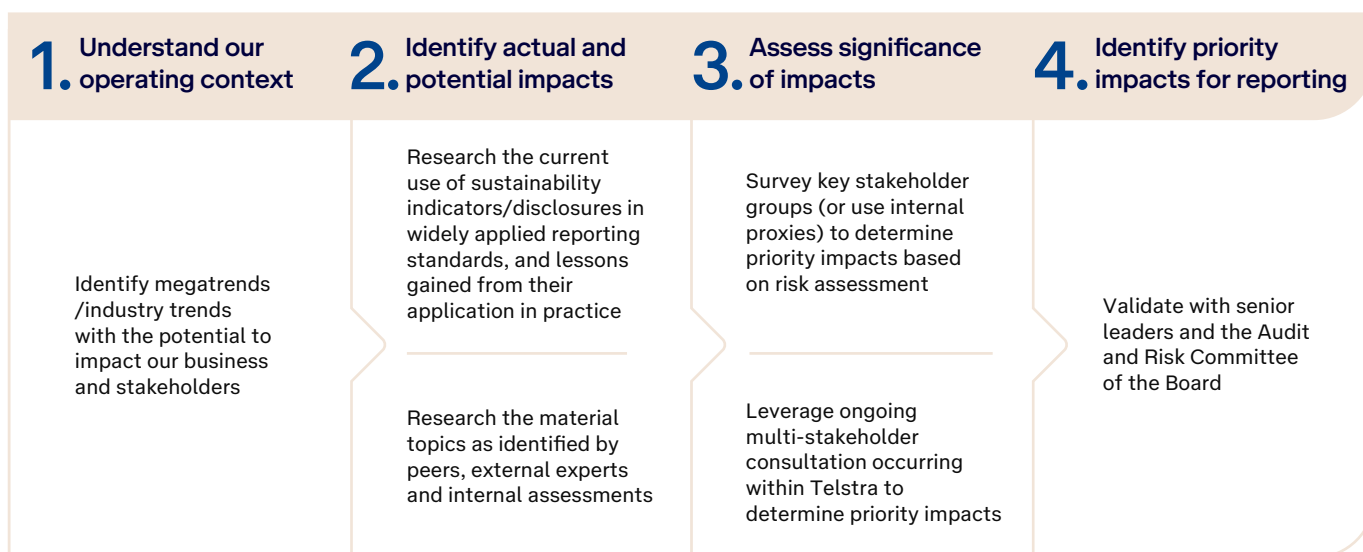 1. Understand our
operating context
2. Identify actual and
potential impacts
3. Assess significance
of impacts
4. Identify priority
impacts for reporting
Identify megatrends
/industry trends
with the potential to
impact our business
and stakeholders
Research the current
use of sustainability
indicators/disclosures in
widely applied reporting
standards, and lessons
gained from their
application in practice
Research the material
topics as identified by
peers, external experts
and internal assessments
Survey key stakeholder
groups (or use internal
proxies) to determine
priority impacts based
on risk assessment
Leverage ongoing
multi-stakeholder
consultation occurring
within Telstra to
determine priority impacts
Validate with senior
leaders and the Audit
and Risk Committee
of the Board